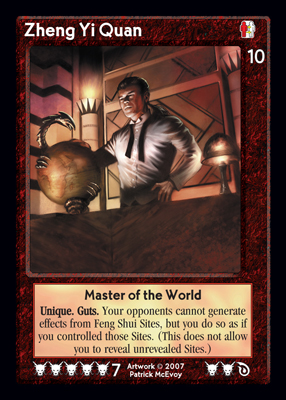 Zheng Yi Quan
10
Master of the World
Unique. Guts. Your opponents cannot generate
effects from Feng Shui Sites, but you do so as if
you controlled those Sites. (This does not allow
you to reveal unrevealed Sites.)
7
Artwork © 2007
Patrick McEvoy